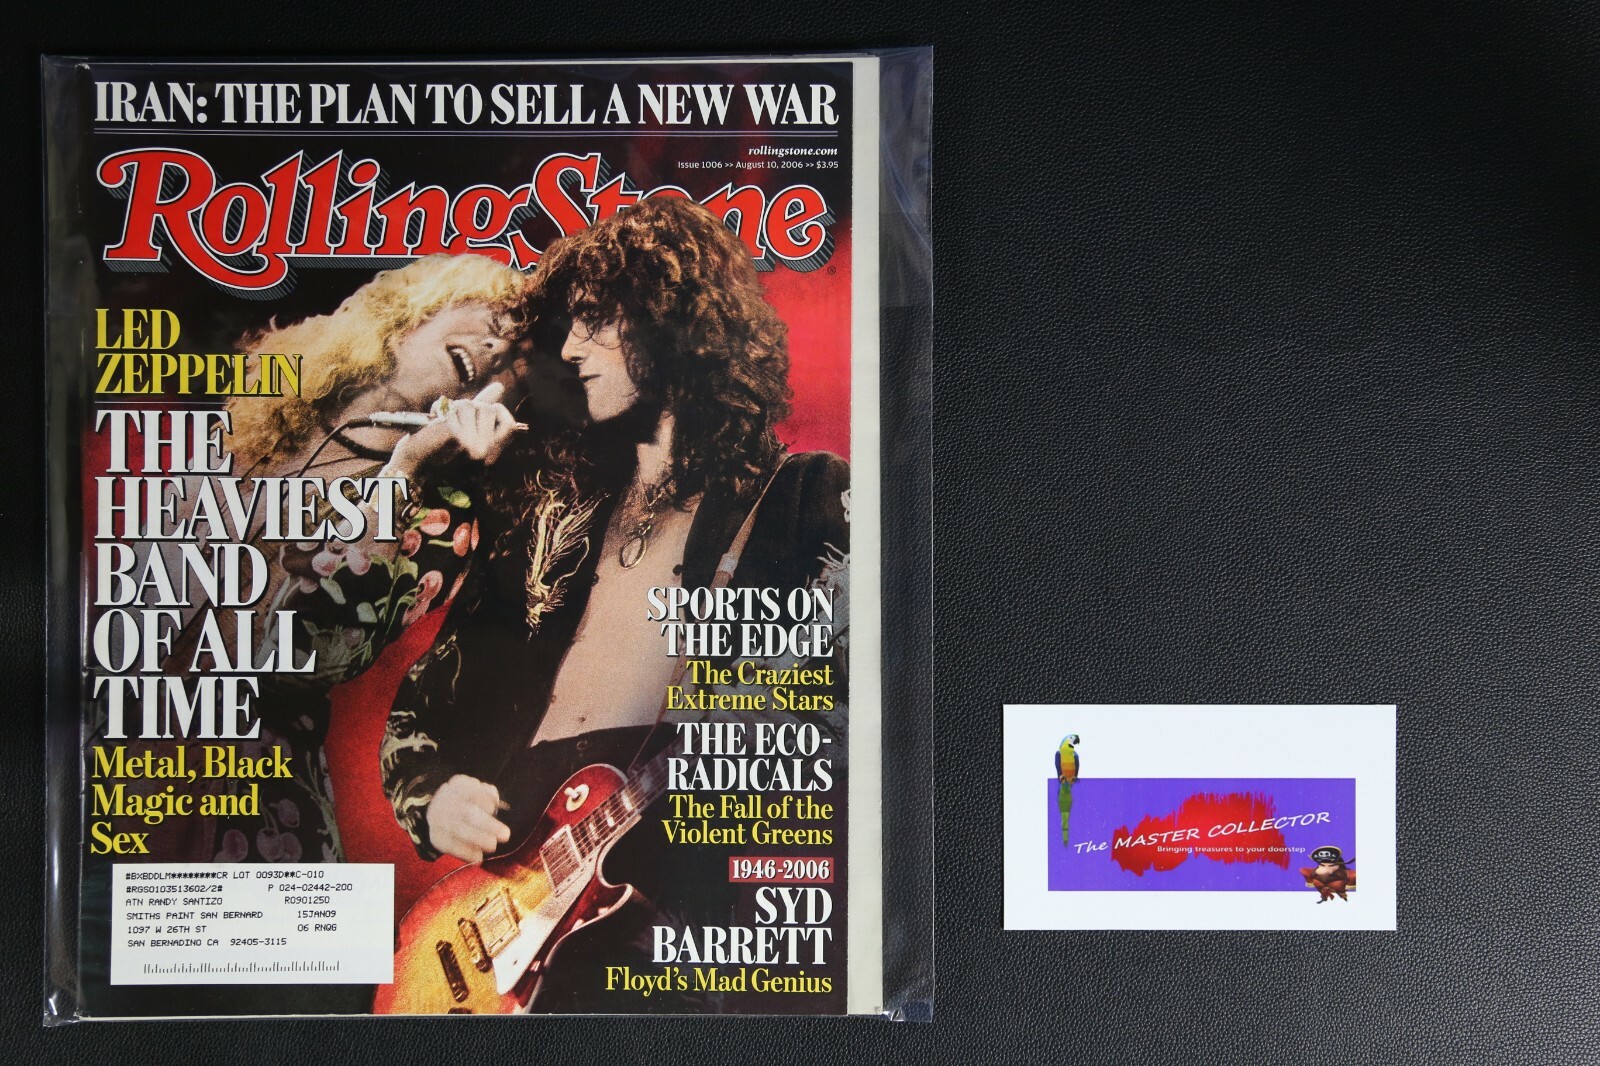 IRAN: THE PLAN TO SELL A NEW WAR
rollingstone.com
Issue 1006 >> August 10, 2006 >> $3.95
RollingStone
LED
ZEPPELIN
THE
HEAVIEST
BAND
OF ALL
TIME
Metal, Black
Magic and
Sex
SPORTS ON
THE EDGE
The Craziest
Extreme Stars
THE ECO-
RADICALS
The Fall of the
Violent Greens
1946-2006
SYD
BARRETT
Floyd's Mad Genius
#BXBDDLM********CR LOT 0093D**C-010
#RGS0103513602/2# P 024-02442-200
ATN RANDY SANTIZO R0901250
SMITHS PAINT SAN BERNARD 15JAN09
1097 W 26TH ST 06 RNQG
SAN BERNADINO CA 92405-3115
The MASTER COLLECTOR
Bringing treasures to your doorstep